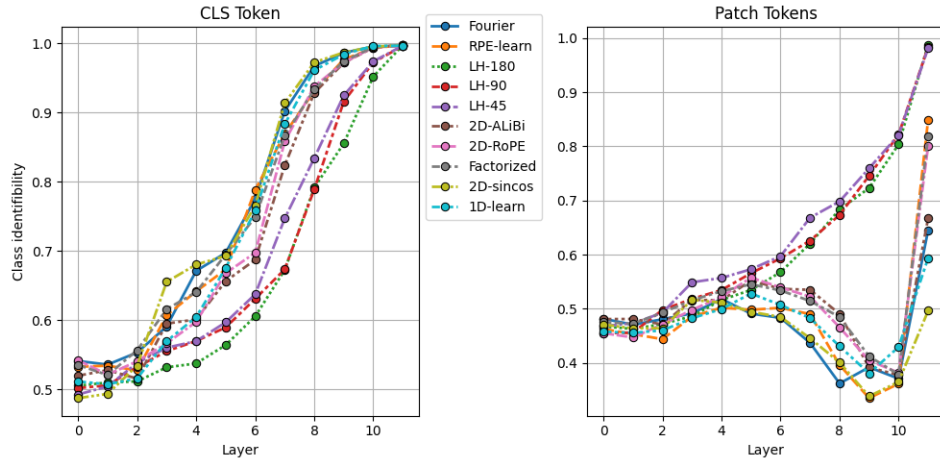 CLS Token
Class identifibility
1.0
0.9
0.8
0.7
0.6
0.5
0 2 4 6 8 10
Layer
Fourier
RPE-learn
LH-180
LH-90
LH-45
2D-ALiBi
2D-RoPE
Factorized
2D-sincos
1D-learn
Patch Tokens
1.0
0.9
0.8
0.7
0.6
0.5
0.4
0 2 4 6 8 10
Layer